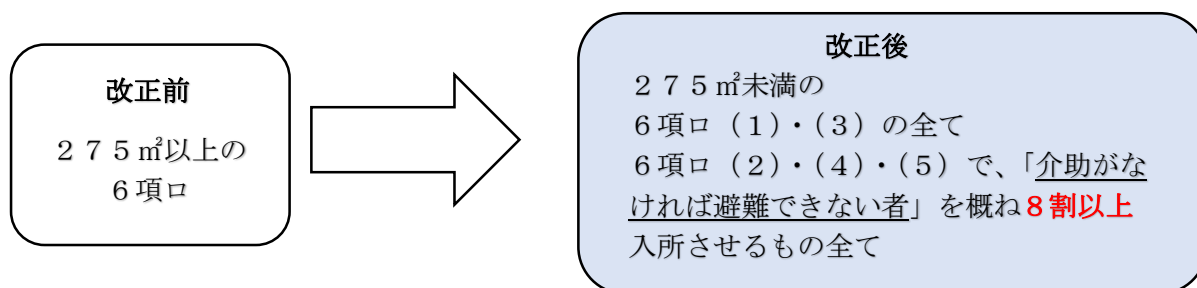 改正前
２７５㎡以上の
６項ロ
改正後
２７５㎡未満の
６項ロ（１）・（３）の全て
６項ロ（２）・（４）・（５）で、「介助がな
ければ避難できない者」を概ね８割以上
入所させるもの全て